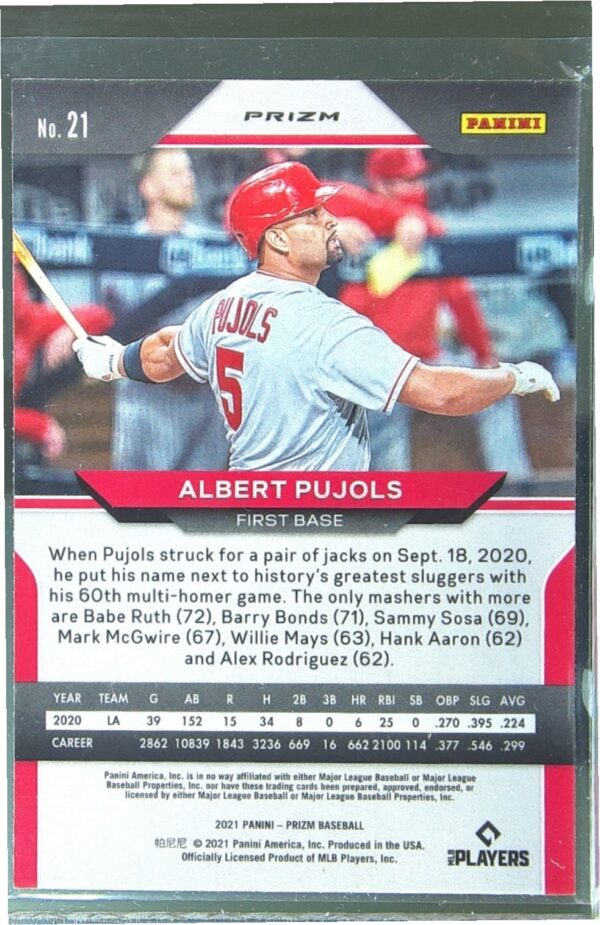 No. 21
PRIZM
PANINI
bank
PUJOLS
5
ALBERT PUJOLS
FIRST BASE
When Pujols struck for a pair of jacks on Sept. 18, 2020,
he put his name next to history's greatest sluggers with
his 60th multi-homer game. The only mashers with more
are Babe Ruth (72), Barry Bonds (71), Sammy Sosa (69),
Mark McGwire (67), Willie Mays (63), Hank Aaron (62)
and Alex Rodriguez (62).
YEAR TEAM G AB R H 2B 3B HR RBI SB OBP SLG AVG
2020 LA 39 152 15 34 8 0 6 25 0 .270 .395 .224
CAREER 2862 10839 1843 3236 669 16 662 2100 114 .377 .546 .299
Panini America, Inc. is in no way affiliated with either Major League Baseball or Major League
Baseball Properties, Inc. nor have these trading cards been prepared, approved, endorsed, or
licensed by either Major League Baseball or Major League Baseball Properties, Inc.
2021 PANINI – PRIZM BASEBALL
帕尼尼 © 2021 Panini America, Inc. Produced in the USA.
Officially Licensed Product of MLB Players, Inc.
MLB PLAYERS